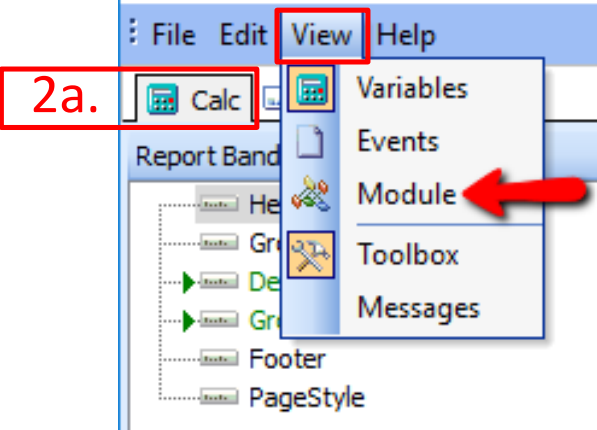 File Edit View Help
2a. Calc
Variables
Report Band
Events
He
Module
Gr
De
Toolbox
Gr
Messages
Footer
PageStyle